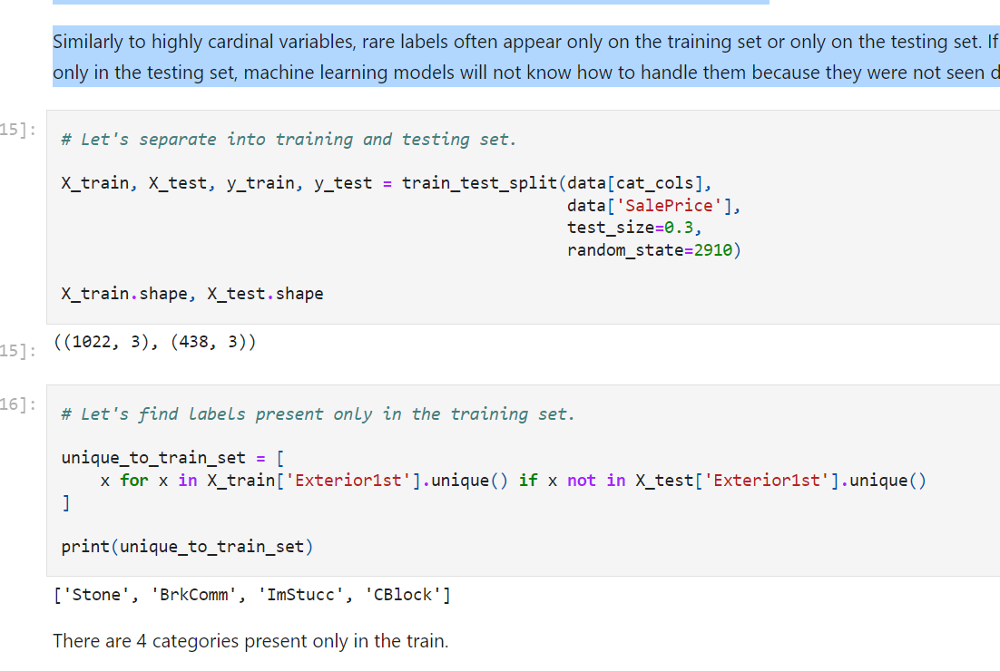 Similarly to highly cardinal variables, rare labels often appear only on the training set or only on the testing set. If
only in the testing set, machine learning models will not know how to handle them because they were not seen d
15]:
# Let's separate into training and testing set.
X_train, X_test, y_train, y_test = train_test_split(data[cat_cols],
data['SalePrice'],
test_size=0.3,
random_state=2910)
X_train.shape, X_test.shape
15]:
((1022, 3), (438, 3))
16]:
# Let's find labels present only in the training set.
unique_to_train_set = [
x for x in X_train['Exterior1st'].unique() if x not in X_test['Exterior1st'].unique()
]
print(unique_to_train_set)
['Stone', 'BrkComm', 'ImStucc', 'CBlock']
There are 4 categories present only in the train.